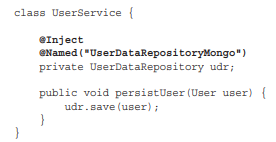 class UserService {
@Inject
@Named("UserDataRepositoryMongo")
private UserDataRepository udr;
public void persistUser(User user) {
udr.save(user);
}
}